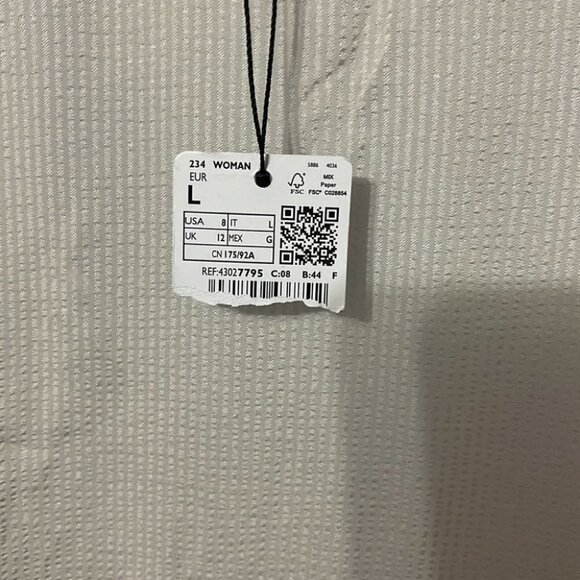 234 WOMAN 5886 4036
EUR
L
MIX
Paper
FSC FSC® C028854
USA 8 IT L
UK 12 MEX G
CN 175/92A
REF:43027795 C:08 B:44 F